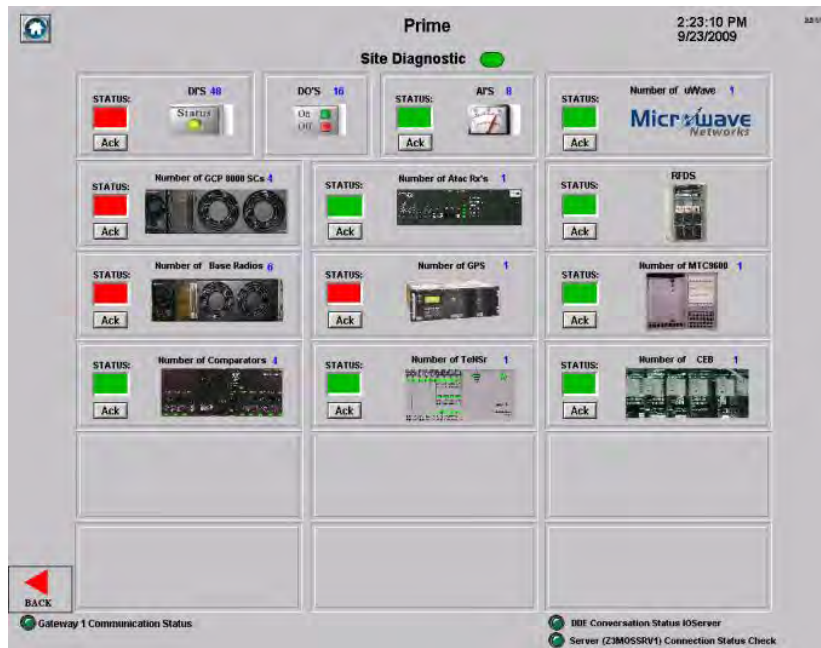 Prime
2:23:10 PM
9/23/2009
Site Diagnostic
STATUS:
DI'S 48
Status
Ack
DO'S 16
On
Off
STATUS:
AI'S 8
Ack
STATUS:
Number of uWave 1
Microwave
Networks
Ack
STATUS:
Number of GCP 8000 SCs 4
Ack
STATUS:
Number of Atac Rx's 1
Ack
STATUS:
RFDS
Ack
STATUS:
Number of Base Radios 6
Ack
STATUS:
Number of GPS 1
Ack
STATUS:
Number of MTC9600 1
Ack
STATUS:
Number of Comparators 4
Ack
STATUS:
Number of TeNSr 1
Ack
STATUS:
Number of CEB 1
Ack
BACK
Gateway 1 Communication Status
DDE Conversation Status IOServer
Server (Z3MOSSRV1) Connection Status Check